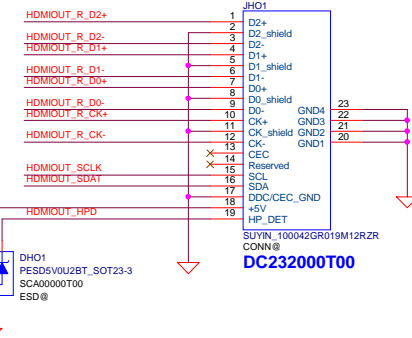 JHO1
HDMIOUT_R_D2+ 1 D2+
2 D2_shield
HDMIOUT_R_D2- 3 D2-
HDMIOUT_R_D1+ 4 D1+
5 D1_shield
HDMIOUT_R_D1- 6 D1-
HDMIOUT_R_D0+ 7 D0+
8 D0_shield
HDMIOUT_R_D0- 9 D0- GND4 23
HDMIOUT_R_CK+ 10 CK+ GND3 22
11 CK_shield GND2 21
HDMIOUT_R_CK- 12 CK- GND1 20
13 CEC
14 Reserved
HDMIOUT_SCLK 15 SCL
HDMIOUT_SDAT 16 SDA
17 DDC/CEC_GND
18 +5V
HDMIOUT_HPD 19 HP_DET
SUYIN_100042GR019M12RZR
CONN@
DC232000T00
DHO1
PESD5V0U2BT_SOT23-3
SCA00000T00
ESD@